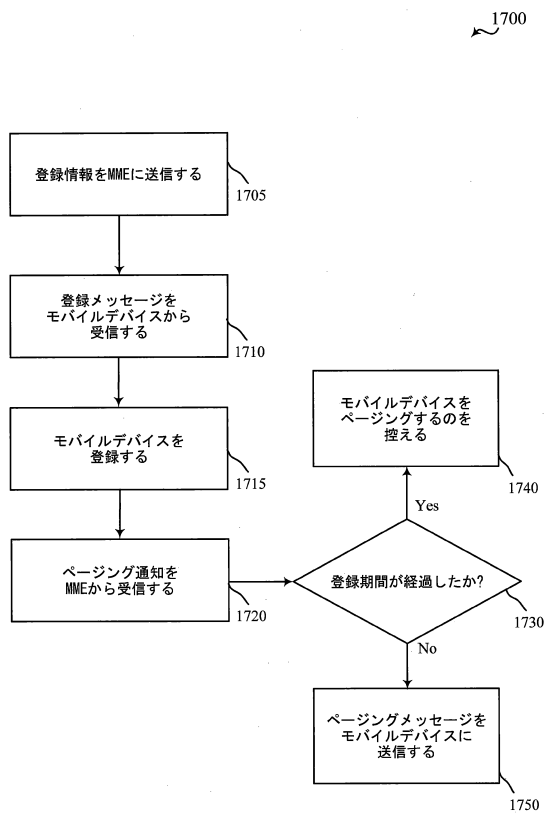 1700
登録情報をMMEに送信する
1705
登録メッセージを
モバイルデバイスから
受信する
1710
モバイルデバイスを
登録する
1715
ページング通知を
MMEから受信する
1720
登録期間が経過したか?
1730
Yes
モバイルデバイスを
ページングするのを
控える
1740
No
ページングメッセージを
モバイルデバイスに
送信する
1750